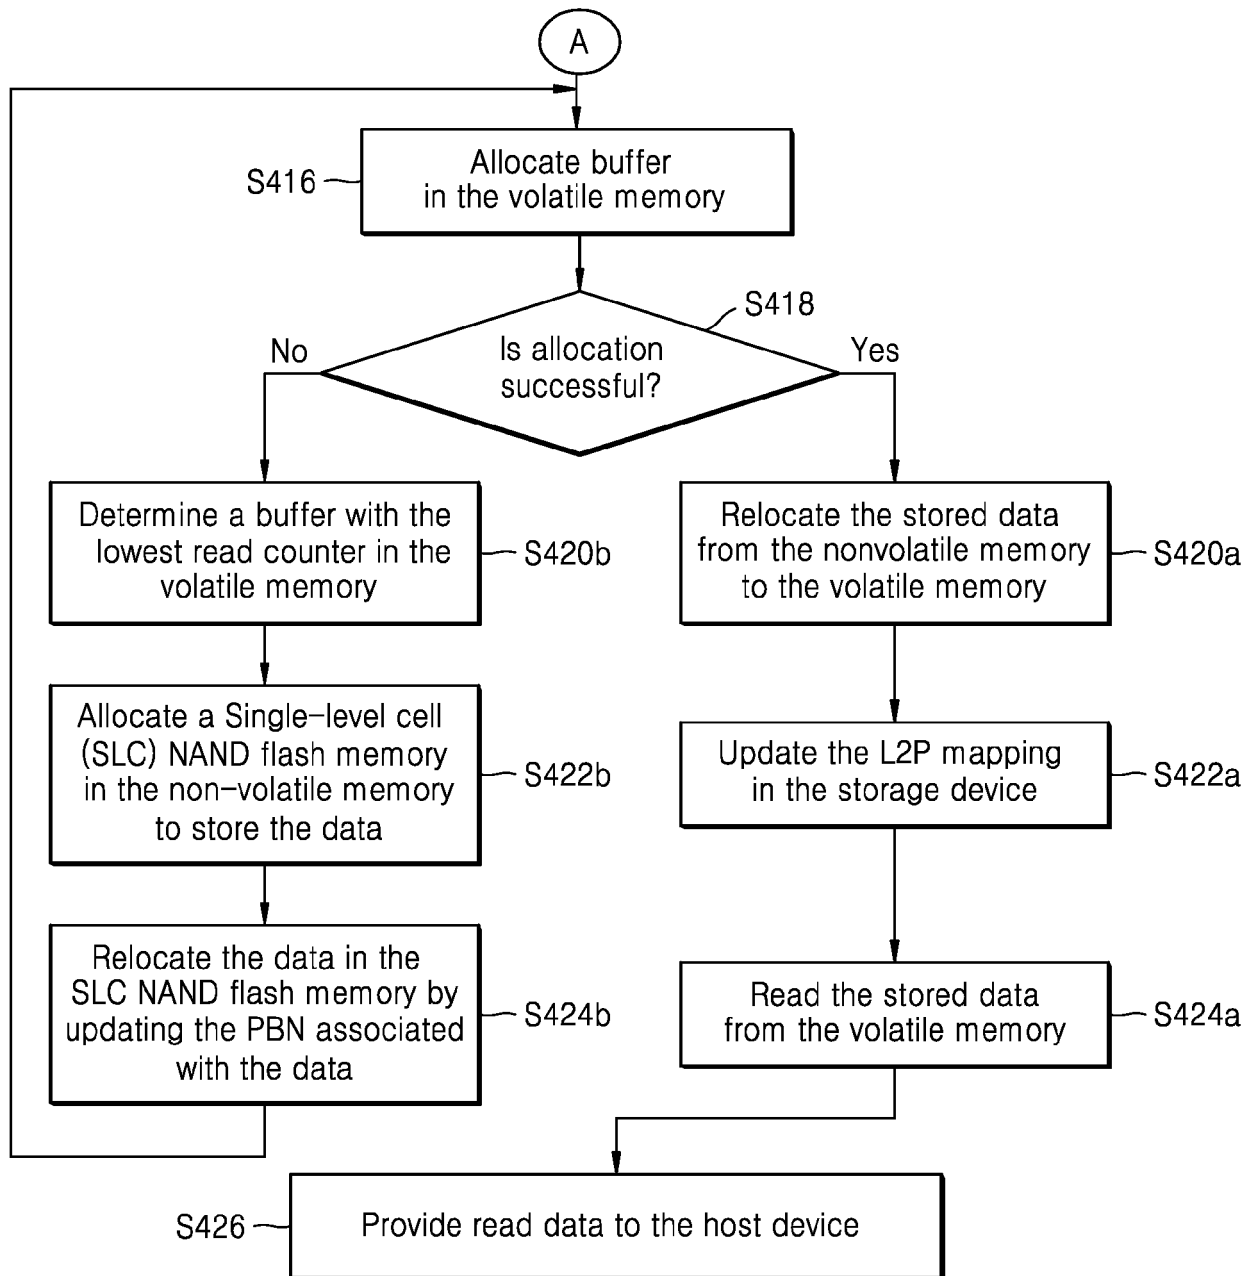 A
S416
Allocate buffer
in the volatile memory
S418
Is allocation
successful?
No
Yes
Determine a buffer with the
lowest read counter in the
volatile memory
S420b
Relocate the stored data
from the nonvolatile memory
to the volatile memory
S420a
Allocate a Single-level cell
(SLC) NAND flash memory
in the non-volatile memory
to store the data
S422b
Update the L2P mapping
in the storage device
S422a
Relocate the data in the
SLC NAND flash memory by
updating the PBN associated
with the data
S424b
Read the stored data
from the volatile memory
S424a
S426
Provide read data to the host device